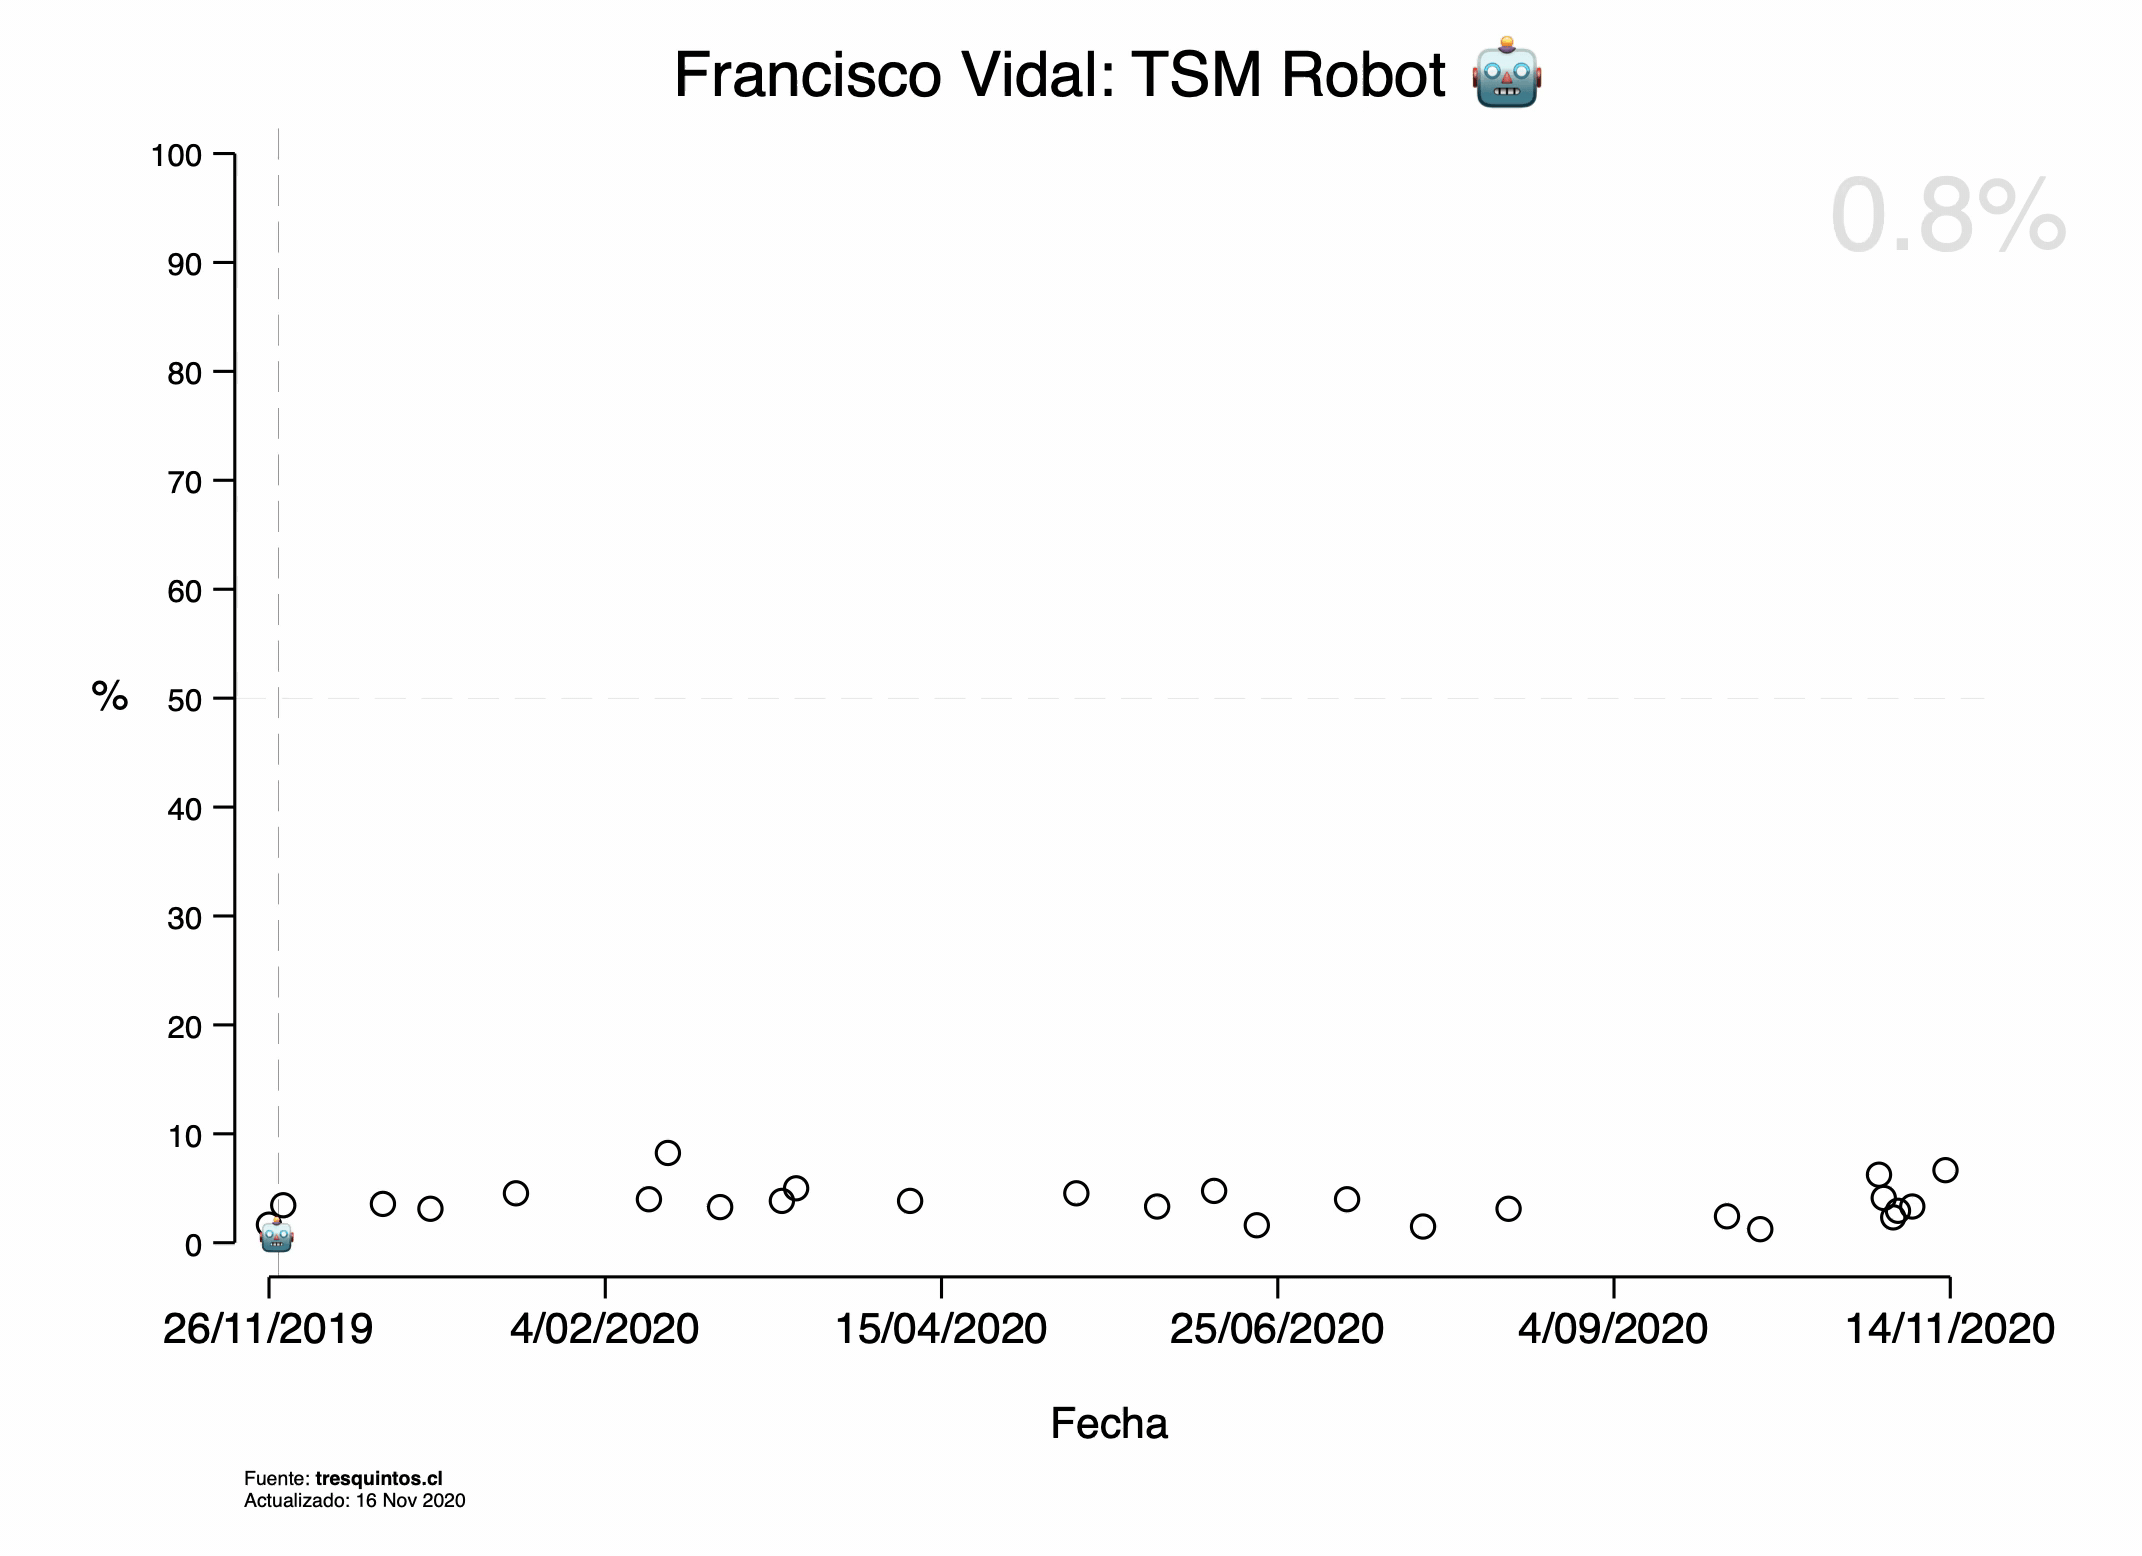 Francisco Vidal: TSM Robot 🤖
0.8%
100
90
80
70
60
50
40
30
20
10
0
%
26/11/2019 4/02/2020 15/04/2020 25/06/2020 4/09/2020 14/11/2020
Fecha
Fuente: tresquintos.cl
Actualizado: 16 Nov 2020